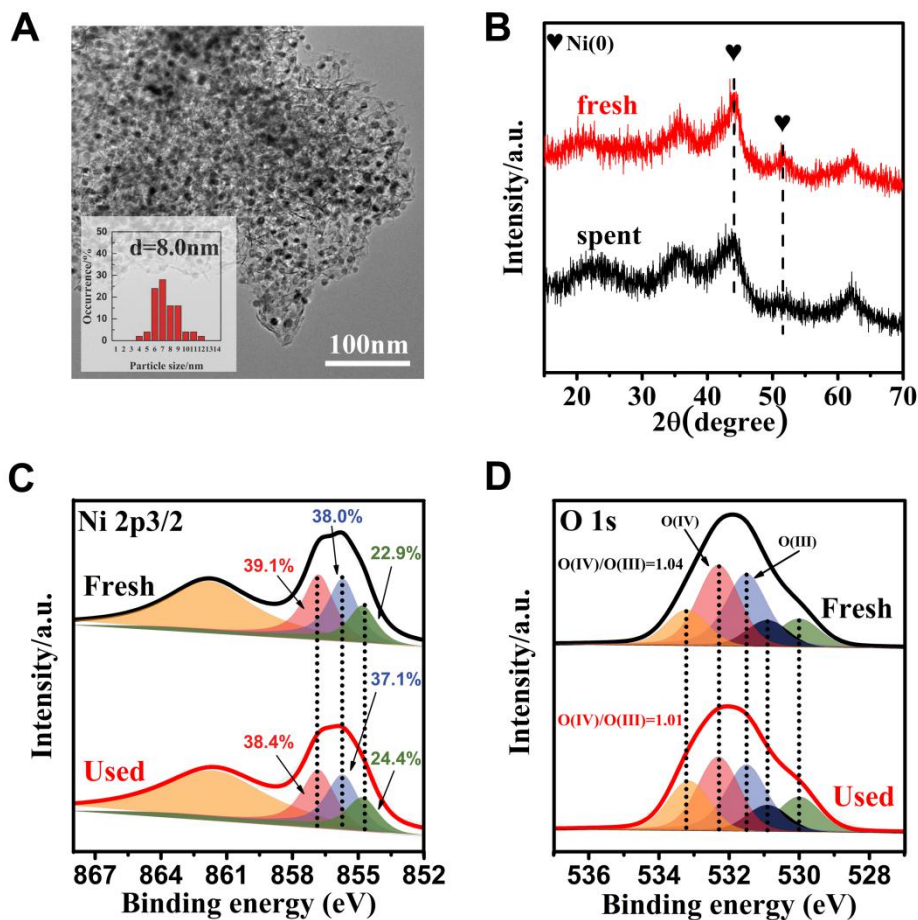 A
d=8.0nm
Occurrence/%
50
40
30
20
10
0
1 2 3 4 5 6 7 8 9 10 11 12 13 14
Particle size/nm
100nm
B
♥ Ni(0)
fresh
spent
Intensity/a.u.
20 30 40 50 60 70
2θ(degree)
C
Ni 2p3/2
Fresh
39.1%
38.0%
22.9%
Used
38.4%
37.1%
24.4%
Intensity/a.u.
867 864 861 858 855 852
Binding energy (eV)
D
O 1s
O(IV)
O(III)
O(IV)/O(III)=1.04
Fresh
O(IV)/O(III)=1.01
Used
Intensity/a.u.
536 534 532 530 528
Binding energy (eV)